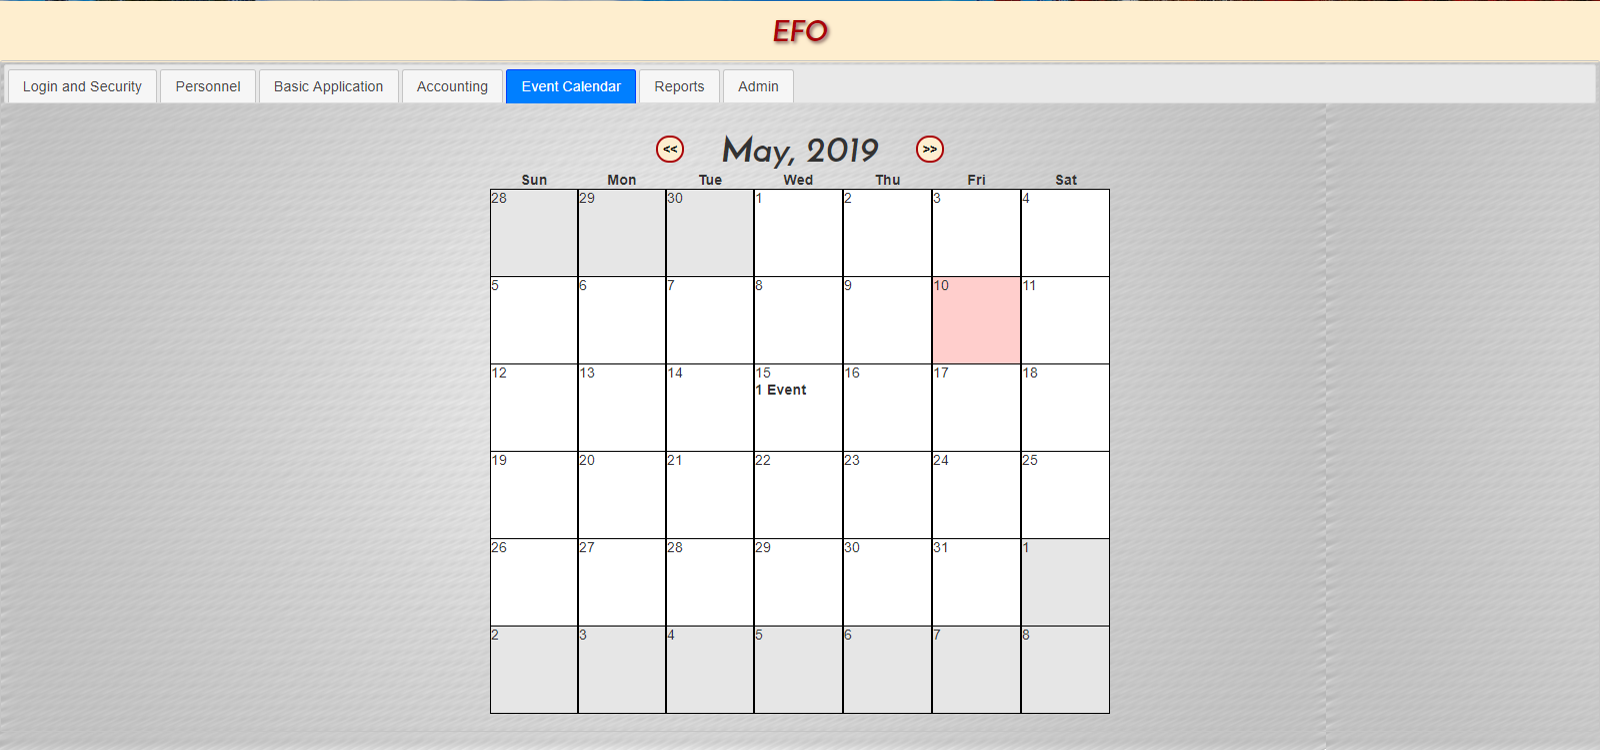 EFO
Login and Security Personnel Basic Application Accounting Event Calendar Reports Admin
<< May, 2019 >>
Sun Mon Tue Wed Thu Fri Sat
28 29 30 1 2 3 4
5 6 7 8 9 10 11
12 13 14 15 16 17 18
1 Event
19 20 21 22 23 24 25
26 27 28 29 30 31 1
2 3 4 5 6 7 8